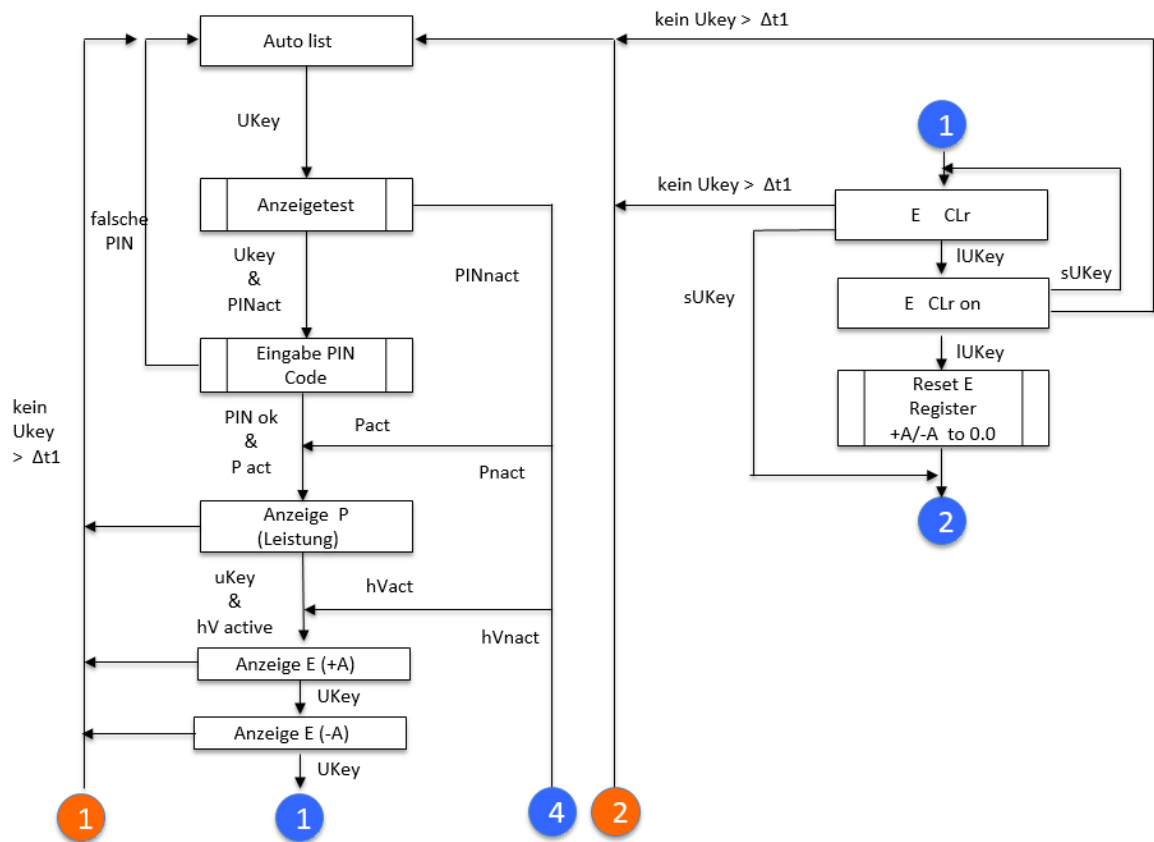 kein Ukey > Δt1
Auto list
UKey
1
kein Ukey > Δt1
Anzeigetest
falsche
PIN
E CLr
Ukey
&
PINact
PINnact
lUKey
sUKey
sUKey
E CLr on
Eingabe PIN
Code
lUKey
Reset E
Register
+A/-A to 0.0
kein
Ukey
> Δt1
PIN ok
&
P act
Pact
Pnact
Anzeige P
(Leistung)
2
uKey
&
hV active
hVact
hVnact
Anzeige E (+A)
UKey
Anzeige E (-A)
UKey
1
1
4
2